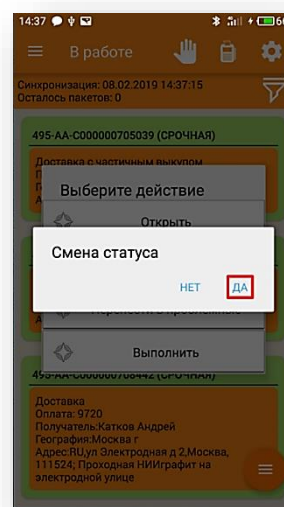 14:37
В работе
Синхронизация: 08.02.2019 14:37:15
Осталось пакетов: 0
495-АА-С000000705039 (СРОЧНАЯ)
Доставка с частичным выкупом
Выберите действие
Открыть
Смена статуса
НЕТ ДА
Перенести в проблемные
Выполнить
495-АА-С000000708442 (СРОЧНАЯ)
Доставка
Оплата: 9720
Получатель:Катков Андрей
География:Москва г
Адрес:RU,ул Электродная д 2,Москва,
111524; Проходная НИИграфит на
электродной улице